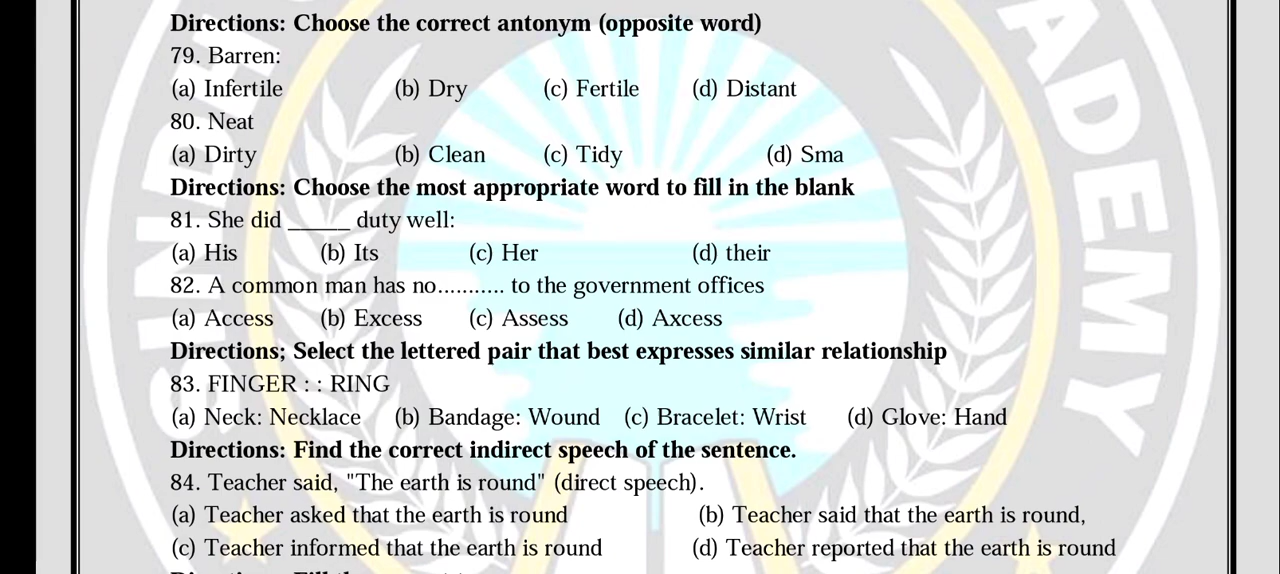 Directions: Choose the correct antonym (opposite word)
79. Barren:
(a) Infertile (b) Dry (c) Fertile (d) Distant
80. Neat
(a) Dirty (b) Clean (c) Tidy (d) Sma
Directions: Choose the most appropriate word to fill in the blank
81. She did _____ duty well:
(a) His (b) Its (c) Her (d) their
82. A common man has no........... to the government offices
(a) Access (b) Excess (c) Assess (d) Axcess
Directions; Select the lettered pair that best expresses similar relationship
83. FINGER : : RING
(a) Neck: Necklace (b) Bandage: Wound (c) Bracelet: Wrist (d) Glove: Hand
Directions: Find the correct indirect speech of the sentence.
84. Teacher said, "The earth is round" (direct speech).
(a) Teacher asked that the earth is round (b) Teacher said that the earth is round,
(c) Teacher informed that the earth is round (d) Teacher reported that the earth is round